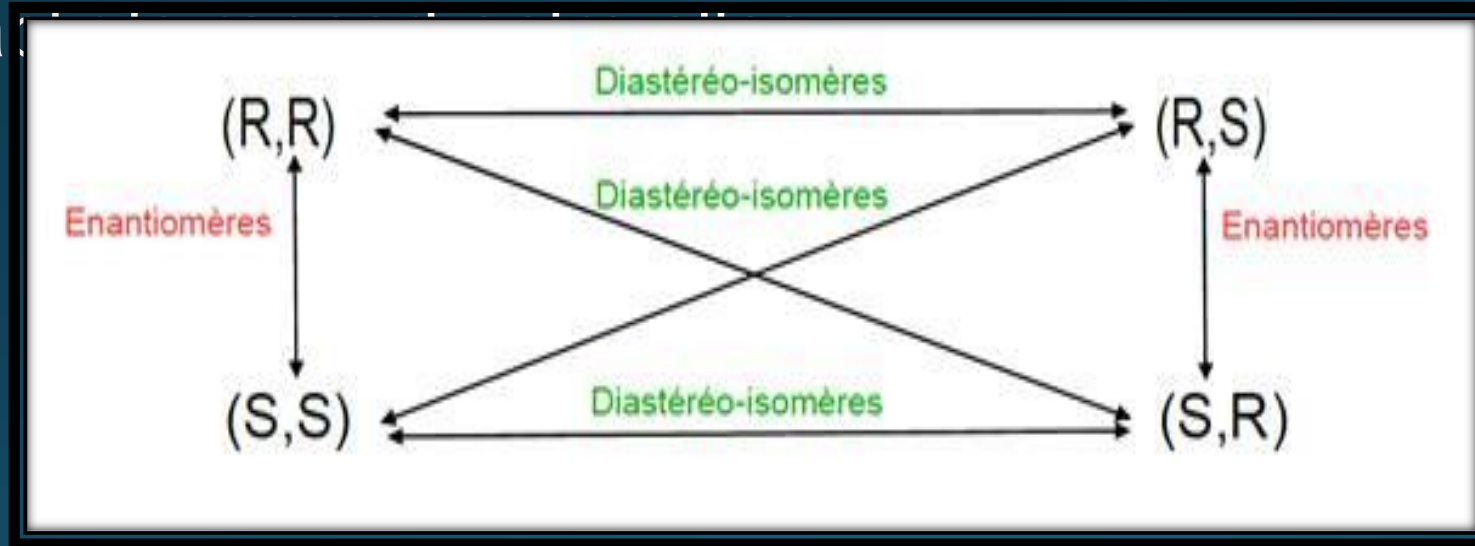 Diastéréo-isomères
(R,R) (R,S)
Diastéréo-isomères
Enantiomères Enantiomères
Diastéréo-isomères
(S,S) (S,R)